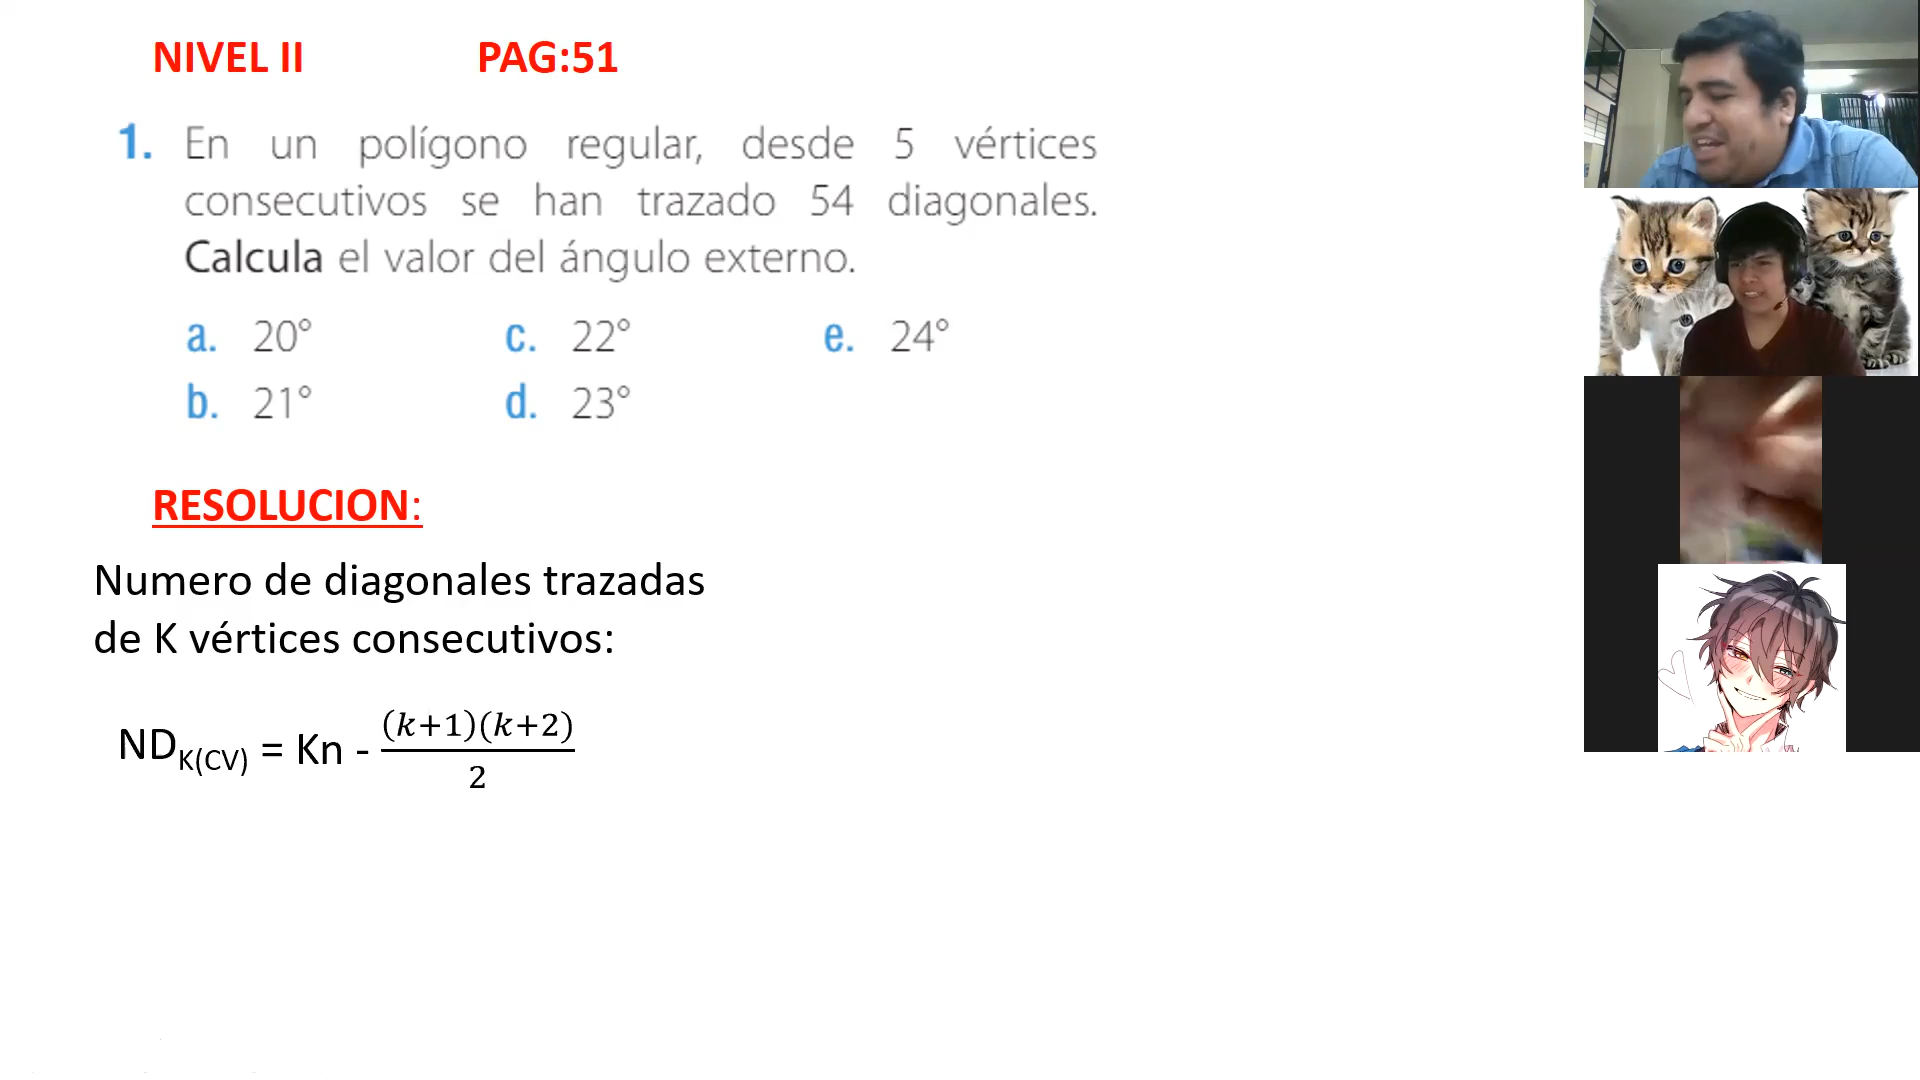 NIVEL II PAG:51
1. En un polígono regular, desde 5 vértices
consecutivos se han trazado 54 diagonales.
Calcula el valor del ángulo externo.
a. 20° c. 22° e. 24°
b. 21° d. 23°
RESOLUCION:
Numero de diagonales trazadas
de K vértices consecutivos:
ND_K(CV) = Kn - (k+1)(k+2)/2